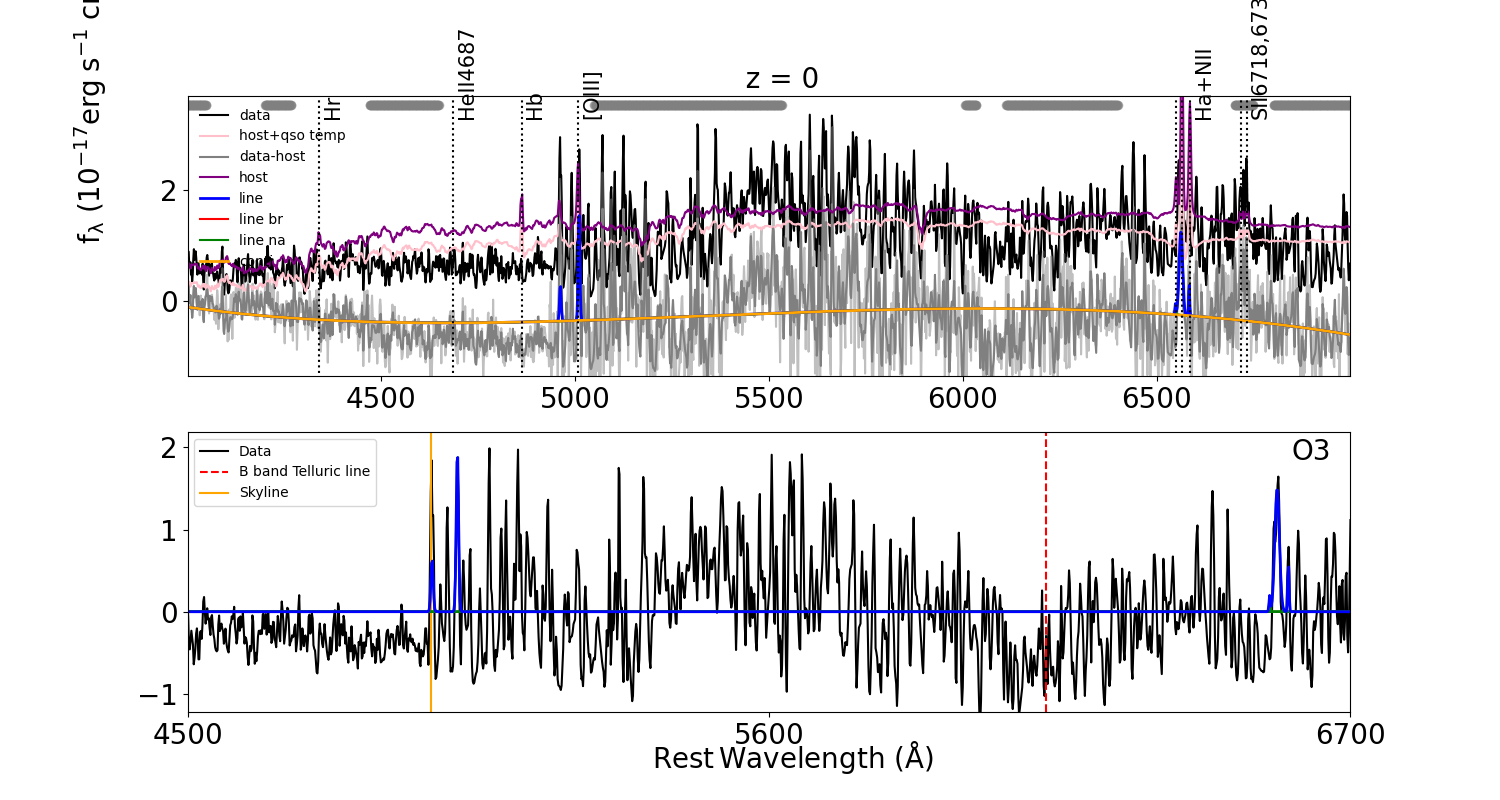 z = 0
Hr
HeII4687
Hb
[OIII]
Ha+NII
SII6718,673
f_λ (10^{-17} erg s^{-1} c
data
host+qso temp
data-host
host
line
line br
line na
2
0
4500
5000
5500
6000
6500
Data
B band Telluric line
Skyline
O3
2
1
0
−1
4500
5600
6700
Rest Wavelength (Å)